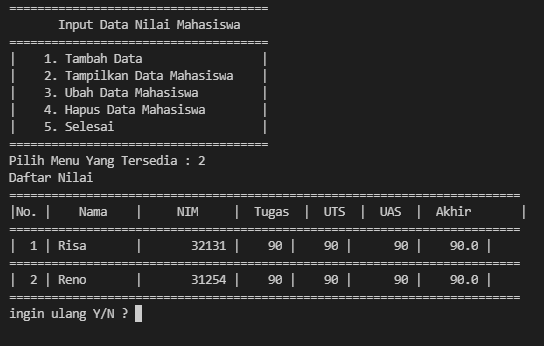 =====================================
       Input Data Nilai Mahasiswa
=====================================
|    1. Tambah Data                 |
|    2. Tampilkan Data Mahasiswa    |
|    3. Ubah Data Mahasiswa         |
|    4. Hapus Data Mahasiswa        |
|    5. Selesai                     |
=====================================
Pilih Menu Yang Tersedia : 2
Daftar Nilai
=========================================================================
|No. |    Nama    |     NIM     |  Tugas  |  UTS  |  UAS  |  Akhir       |
=========================================================================
|  1 | Risa       |       32131 |    90 |    90 |     90 |    90.0 |
=========================================================================
|  2 | Reno       |       31254 |    90 |    90 |     90 |    90.0 |
=========================================================================
ingin ulang Y/N ?